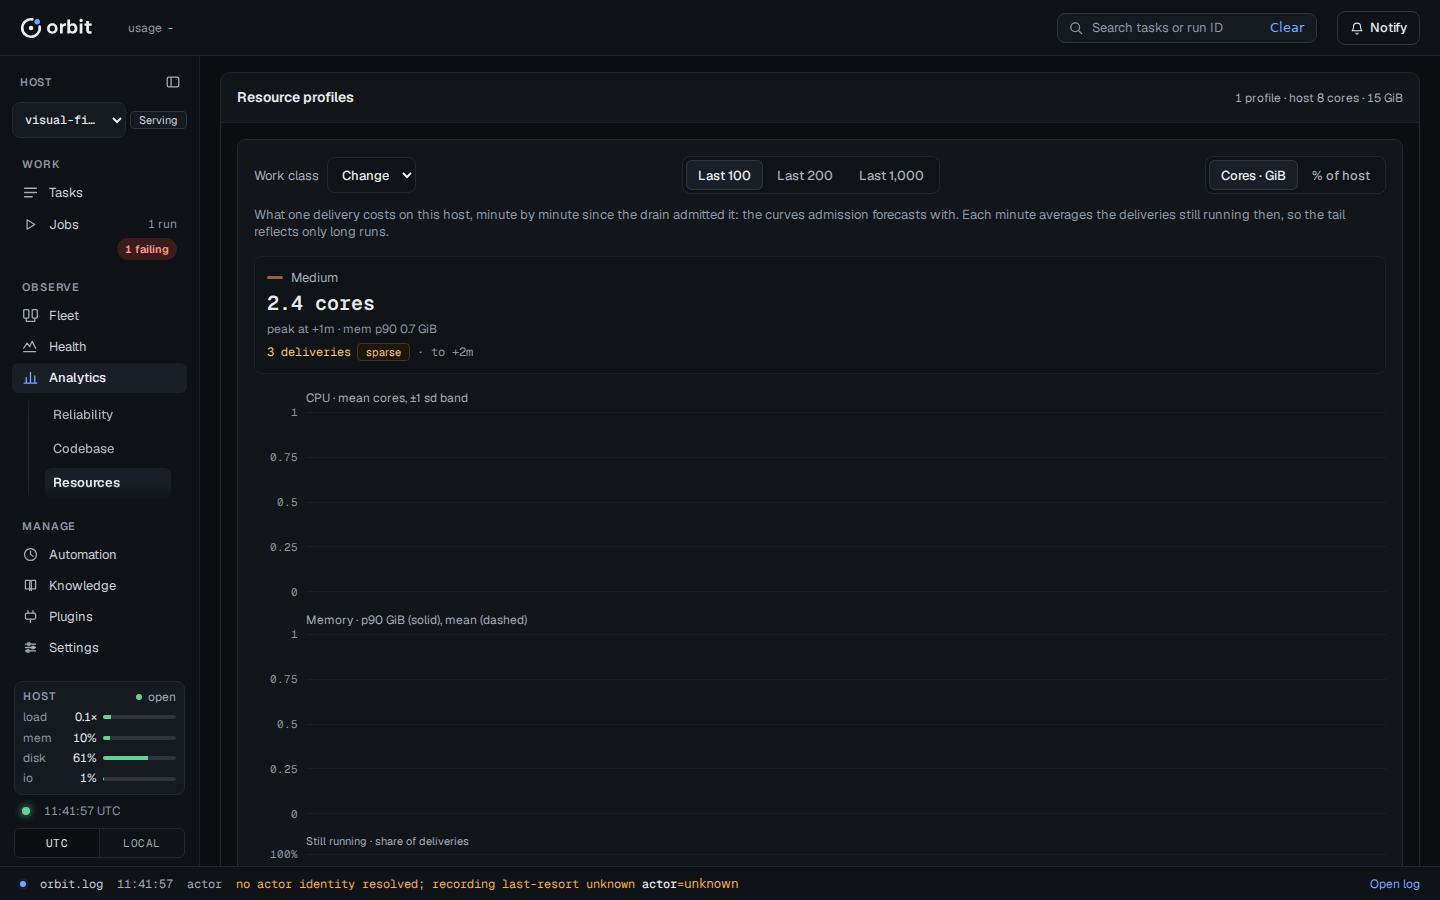 orbit
usage -
Search tasks or run ID
Clear
Notify
HOST
visual-fi…
Serving
WORK
Tasks
Jobs
1 run
1 failing
OBSERVE
Fleet
Health
Analytics
Reliability
Codebase
Resources
MANAGE
Automation
Knowledge
Plugins
Settings
HOST
open
load 0.1×
mem 10%
disk 61%
io 1%
11:41:57 UTC
UTC
LOCAL
Resource profiles
1 profile · host 8 cores · 15 GiB
Work class
Change
Last 100
Last 200
Last 1,000
Cores · GiB
% of host
What one delivery costs on this host, minute by minute since the drain admitted it: the curves admission forecasts with. Each minute averages the deliveries still running then, so the tail
reflects only long runs.
Medium
2.4 cores
peak at +1m · mem p90 0.7 GiB
3 deliveries sparse · to +2m
CPU · mean cores, ±1 sd band
1
0.75
0.5
0.25
0
Memory · p90 GiB (solid), mean (dashed)
1
0.75
0.5
0.25
0
Still running · share of deliveries
100%
orbit.log 11:41:57 actor no actor identity resolved; recording last-resort unknown actor=unknown
Open log